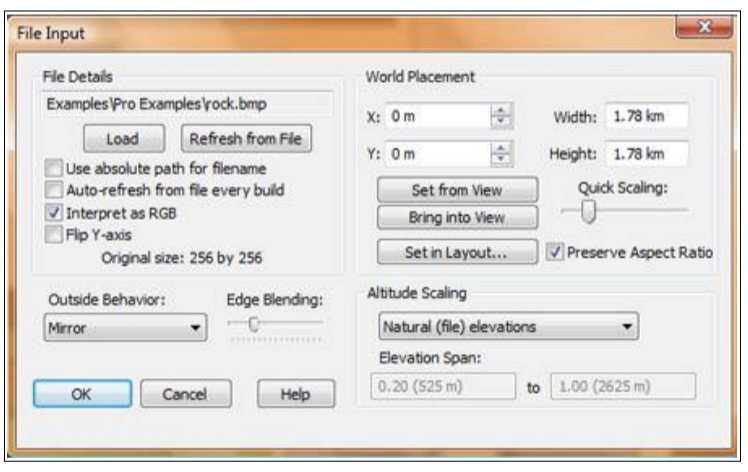 File Input
File Details
Examples\Pro Examples\rock.bmp
Load
Refresh from File
Use absolute path for filename
Auto-refresh from file every build
Interpret as RGB
Flip Y-axis
Original size: 256 by 256
Outside Behavior:
Edge Blending:
Mirror
OK
Cancel
Help
World Placement
X: 0 m
Width: 1.78 km
Y: 0 m
Height: 1.78 km
Set from View
Quick Scaling:
Bring into View
Set in Layout...
Preserve Aspect Ratio
Altitude Scaling
Natural (file) elevations
Elevation Span:
0.20 (525 m) to 1.00 (2625 m)